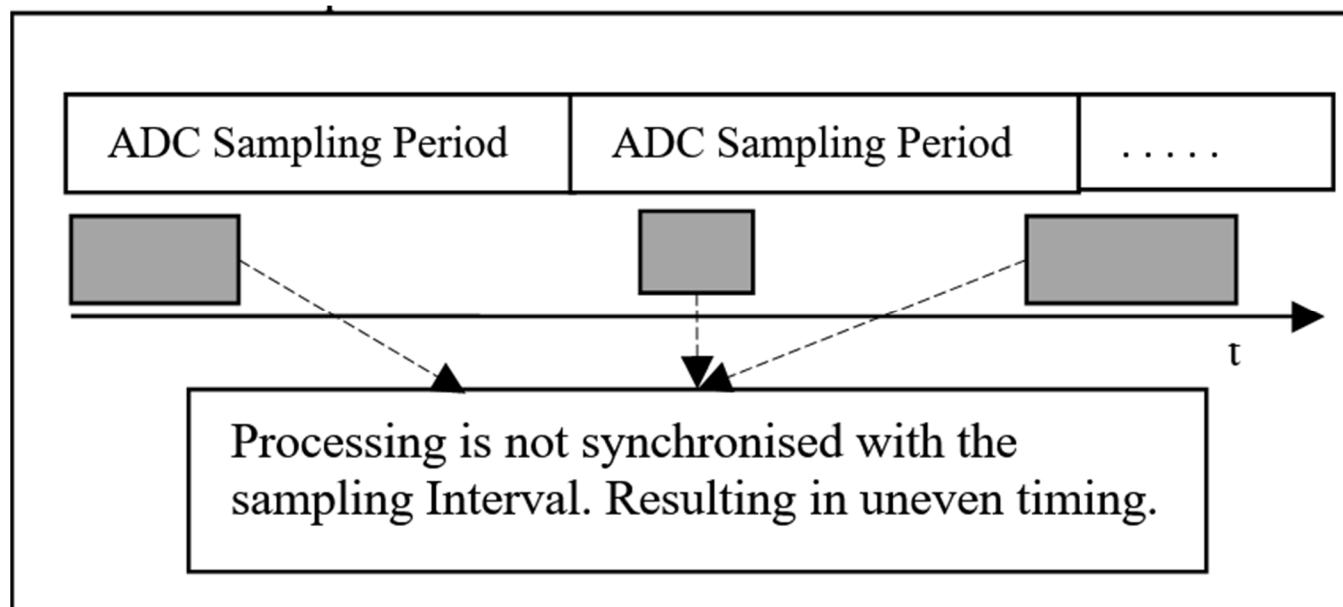 ADC Sampling Period
ADC Sampling Period
. . . . .
t
Processing is not synchronised with the
sampling Interval. Resulting in uneven timing.